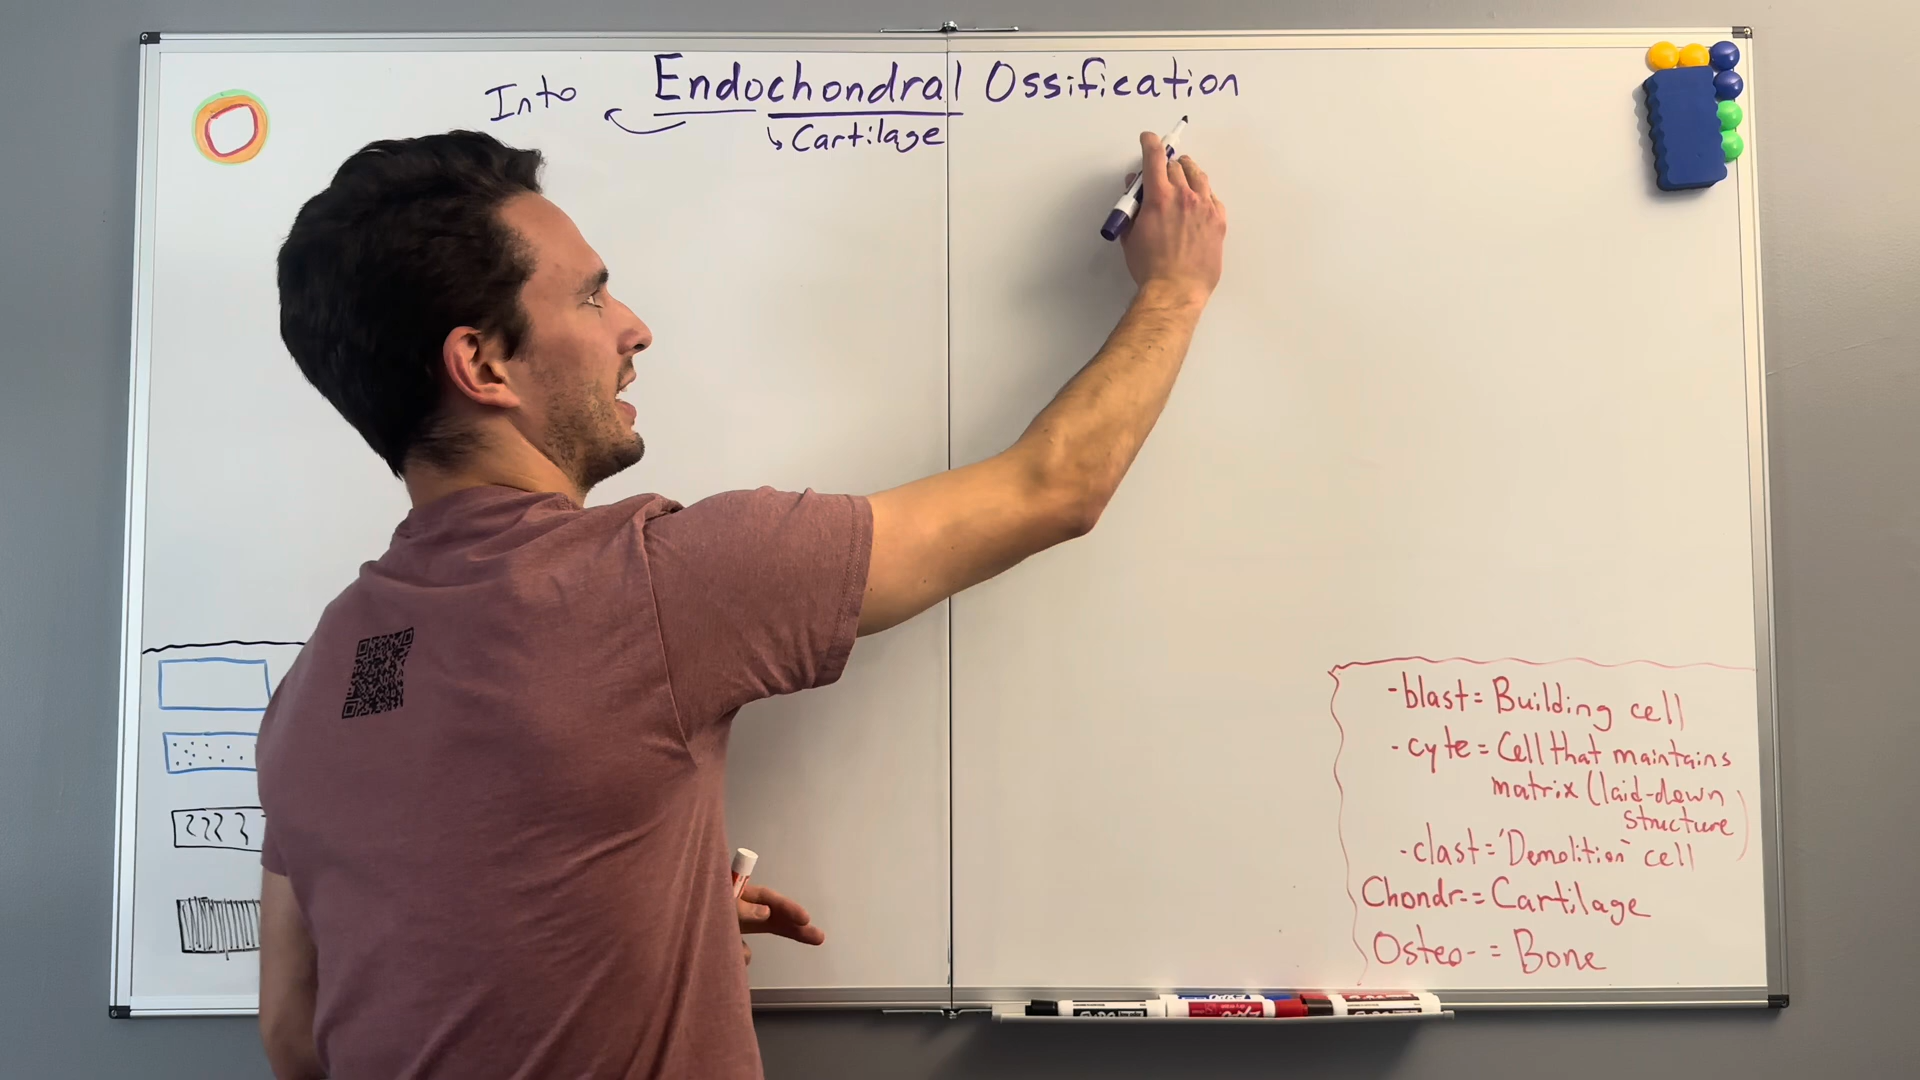 Into Endochondral Ossification
Cartilage
-blast = Building cell
-cyte = Cell that maintains
matrix (laid-down
structure)
-clast = "Demolition" cell
Chondr- = Cartilage
Osteo- = Bone
EXPO